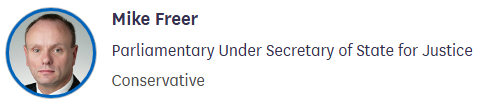 Mike Freer
Parliamentary Under Secretary of State for Justice
Conservative